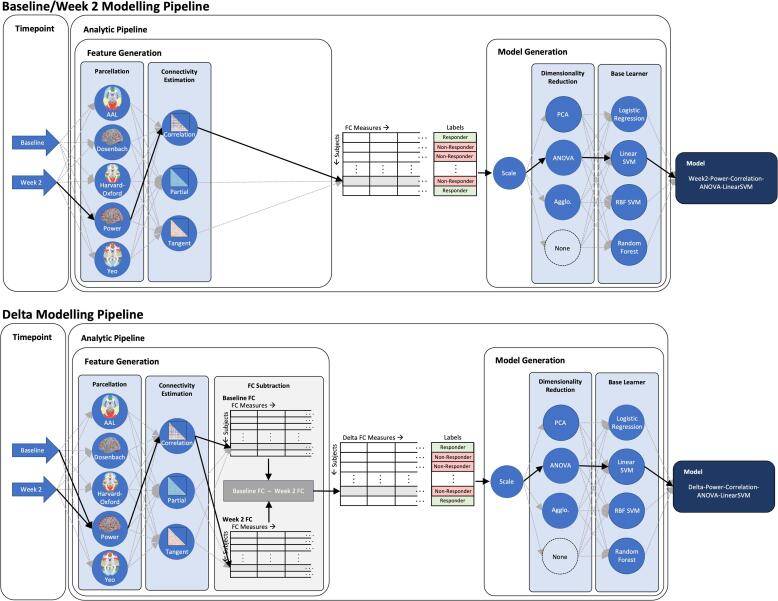 Baseline/Week 2 Modelling Pipeline
Timepoint
Analytic Pipeline
Feature Generation
Model Generation
Parcellation
Connectivity
Estimation
Dimensionality
Reduction
Base Learner
Baseline
Week 2
AAL
Dosenbach
Harvard-
Oxford
Power
Yeo
Correlation
Partial
Tangent
FC Measures →
← Subjects
Labels
Responder
Non-Responder
Non-Responder
Non-Responder
Responder
Scale
PCA
ANOVA
Agglo.
None
Logistic
Regression
Linear
SVM
RBF SVM
Random
Forest
Model
Week2-Power-Correlation-
ANOVA-LinearSVM
Delta Modelling Pipeline
Timepoint
Analytic Pipeline
Feature Generation
Model Generation
Parcellation
Connectivity
Estimation
FC Subtraction
Dimensionality
Reduction
Base Learner
Baseline
Week 2
AAL
Dosenbach
Harvard-
Oxford
Power
Yeo
Correlation
Partial
Tangent
Baseline FC
FC Measures →
← Subjects
Baseline FC – Week 2 FC
Week 2 FC
FC Measures →
← Subjects
Delta FC Measures →
← Subjects
Labels
Responder
Non-Responder
Non-Responder
Non-Responder
Responder
Scale
PCA
ANOVA
Agglo.
None
Logistic
Regression
Linear
SVM
RBF SVM
Random
Forest
Model
Delta-Power-Correlation-
ANOVA-LinearSVM